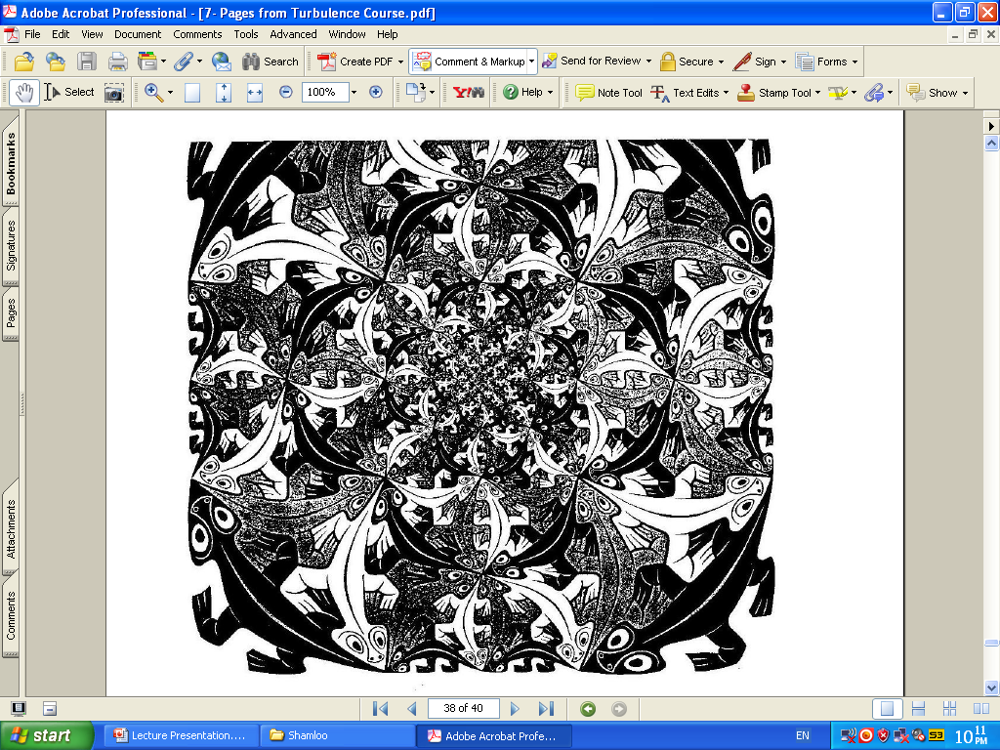 Adobe Acrobat Professional - [7- Pages from Turbulence Course.pdf]
File Edit View Document Comments Tools Advanced Window Help
Search Create PDF Comment & Markup Send for Review Secure Sign Forms
Select 100% Y! Help Note Tool Text Edits Stamp Tool Show
Bookmarks
Signatures
Pages
Attachments
Comments
38 of 40
start Lecture Presentation.... Shamloo Adobe Acrobat Profe... EN 53 10 11 PM